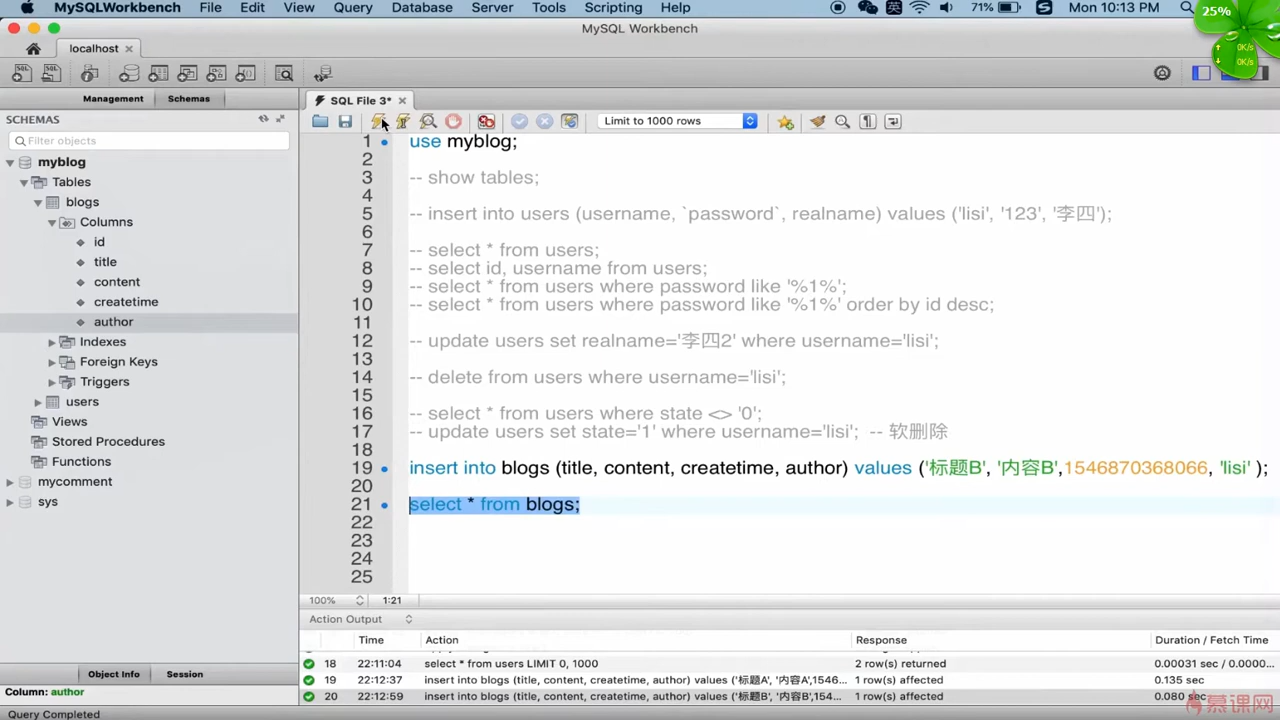 MySQLWorkbench File Edit View Query Database Server Tools Scripting Help 英 71% S Mon 10:13 PM 25%
MySQL Workbench
0K/s
localhost
0K/s
Management Schemas SQL File 3*
SCHEMAS
Limit to 1000 rows
Filter objects
myblog
Tables
blogs
Columns
id
title
content
createtime
author
Indexes
Foreign Keys
Triggers
users
Views
Stored Procedures
Functions
mycomment
sys
1 use myblog;
2
3 -- show tables;
4
5 -- insert into users (username, `password`, realname) values ('lisi', '123', '李四');
6
7 -- select * from users;
8 -- select id, username from users;
9 -- select * from users where password like '%1%';
10 -- select * from users where password like '%1%' order by id desc;
11
12 -- update users set realname='李四2' where username='lisi';
13
14 -- delete from users where username='lisi';
15
16 -- select * from users where state <> '0';
17 -- update users set state='1' where username='lisi'; -- 软删除
18
19 insert into blogs (title, content, createtime, author) values ('标题B', '内容B',1546870368066, 'lisi' );
20
21 select * from blogs;
22
23
24
25
100% 1:21
Action Output
Time Action Response Duration / Fetch Time
18 22:11:04 select * from users LIMIT 0, 1000 2 row(s) returned 0.00031 sec / 0.0000...
19 22:12:37 insert into blogs (title, content, createtime, author) values ('标题A', '内容A',1546... 1 row(s) affected 0.135 sec
20 22:12:59 insert into blogs (title, content, createtime, author) values ('标题B', '内容B',154... 1 row(s) affected 0.080 sec
Object Info Session
Column: author
Query Completed
慕课网